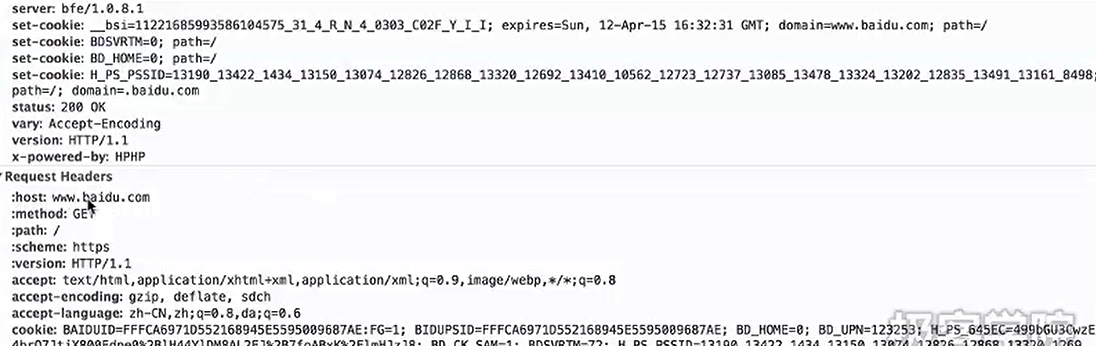 server: bfe/1.0.8.1
set-cookie: __bsi=11221685993586104575_31_4_R_N_4_0303_C02F_Y_I_I; expires=Sun, 12-Apr-15 16:32:31 GMT; domain=www.baidu.com; path=/
set-cookie: BDSVRTM=0; path=/
set-cookie: BD_HOME=0; path=/
set-cookie: H_PS_PSSID=13190_13422_1434_13150_13074_12826_12868_13320_12692_13410_10562_12723_12737_13085_13478_13324_13202_12835_13491_13161_8498;
path=/; domain=.baidu.com
status: 200 OK
vary: Accept-Encoding
version: HTTP/1.1
x-powered-by: HPHP
Request Headers
:host: www.baidu.com
:method: GET
:path: /
:scheme: https
:version: HTTP/1.1
accept: text/html,application/xhtml+xml,application/xml;q=0.9,image/webp,*/*;q=0.8
accept-encoding: gzip, deflate, sdch
accept-language: zh-CN,zh;q=0.8,da;q=0.6
cookie: BAIDUID=FFFCA6971D552168945E5595009687AE:FG=1; BIDUPSID=FFFCA6971D552168945E5595009687AE; BD_HOME=0; BD_UPN=123253;
极客学院